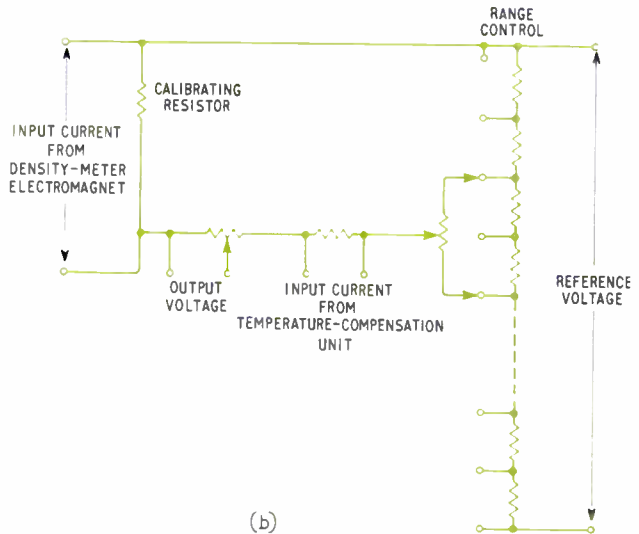 RANGE
CONTROL
CALIBRATING
RESISTOR
INPUT CURRENT
FROM
DENSITY-METER
ELECTROMAGNET
OUTPUT
VOLTAGE
INPUT CURRENT
FROM
TEMPERATURE-COMPENSATION
UNIT
REFERENCE
VOLTAGE
(b)